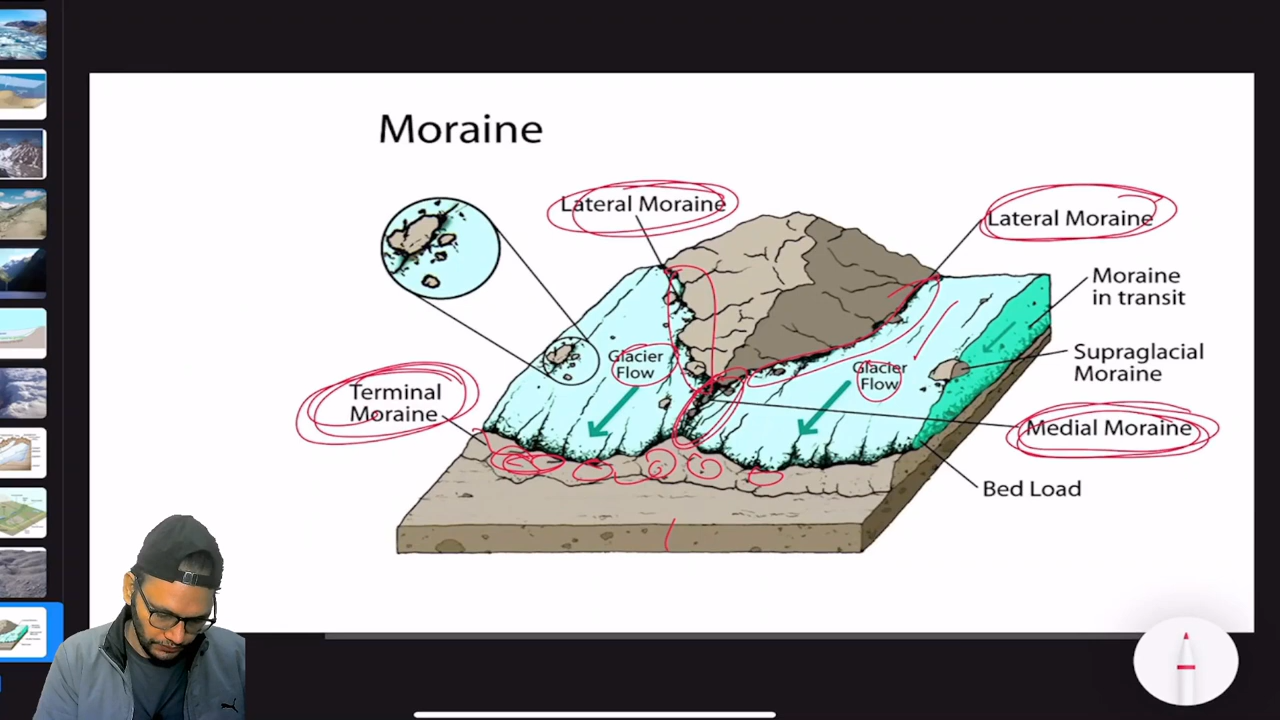 Moraine
Lateral Moraine
Lateral Moraine
Moraine
in transit
Glacier
Flow
Glacier
Flow
Supraglacial
Moraine
Terminal
Moraine
Medial Moraine
Bed Load